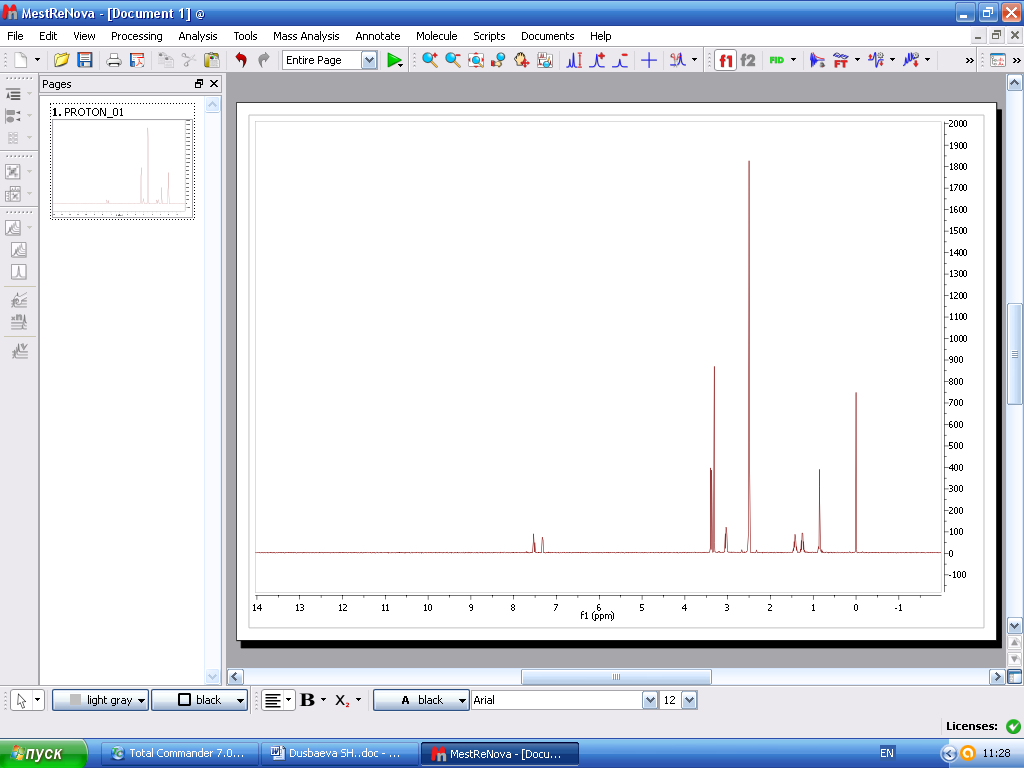 MestReNova - [Document 1] @
File Edit View Processing Analysis Tools Mass Analysis Annotate Molecule Scripts Documents Help
Entire Page f1 f2 FID FT » »
Pages
1. PROTON_01
2000
1900
1800
1700
1600
1500
1400
1300
1200
1100
1000
900
800
700
600
500
400
300
200
100
0
-100
14 13 12 11 10 9 8 7 6 5 4 3 2 1 0 -1
f1 (ppm)
light gray black B X2 A black Arial 12
Licenses:
пуск Total Commander 7.0... Dusbaeva SH..doc - ... MestReNova - [Docu... EN 11:28